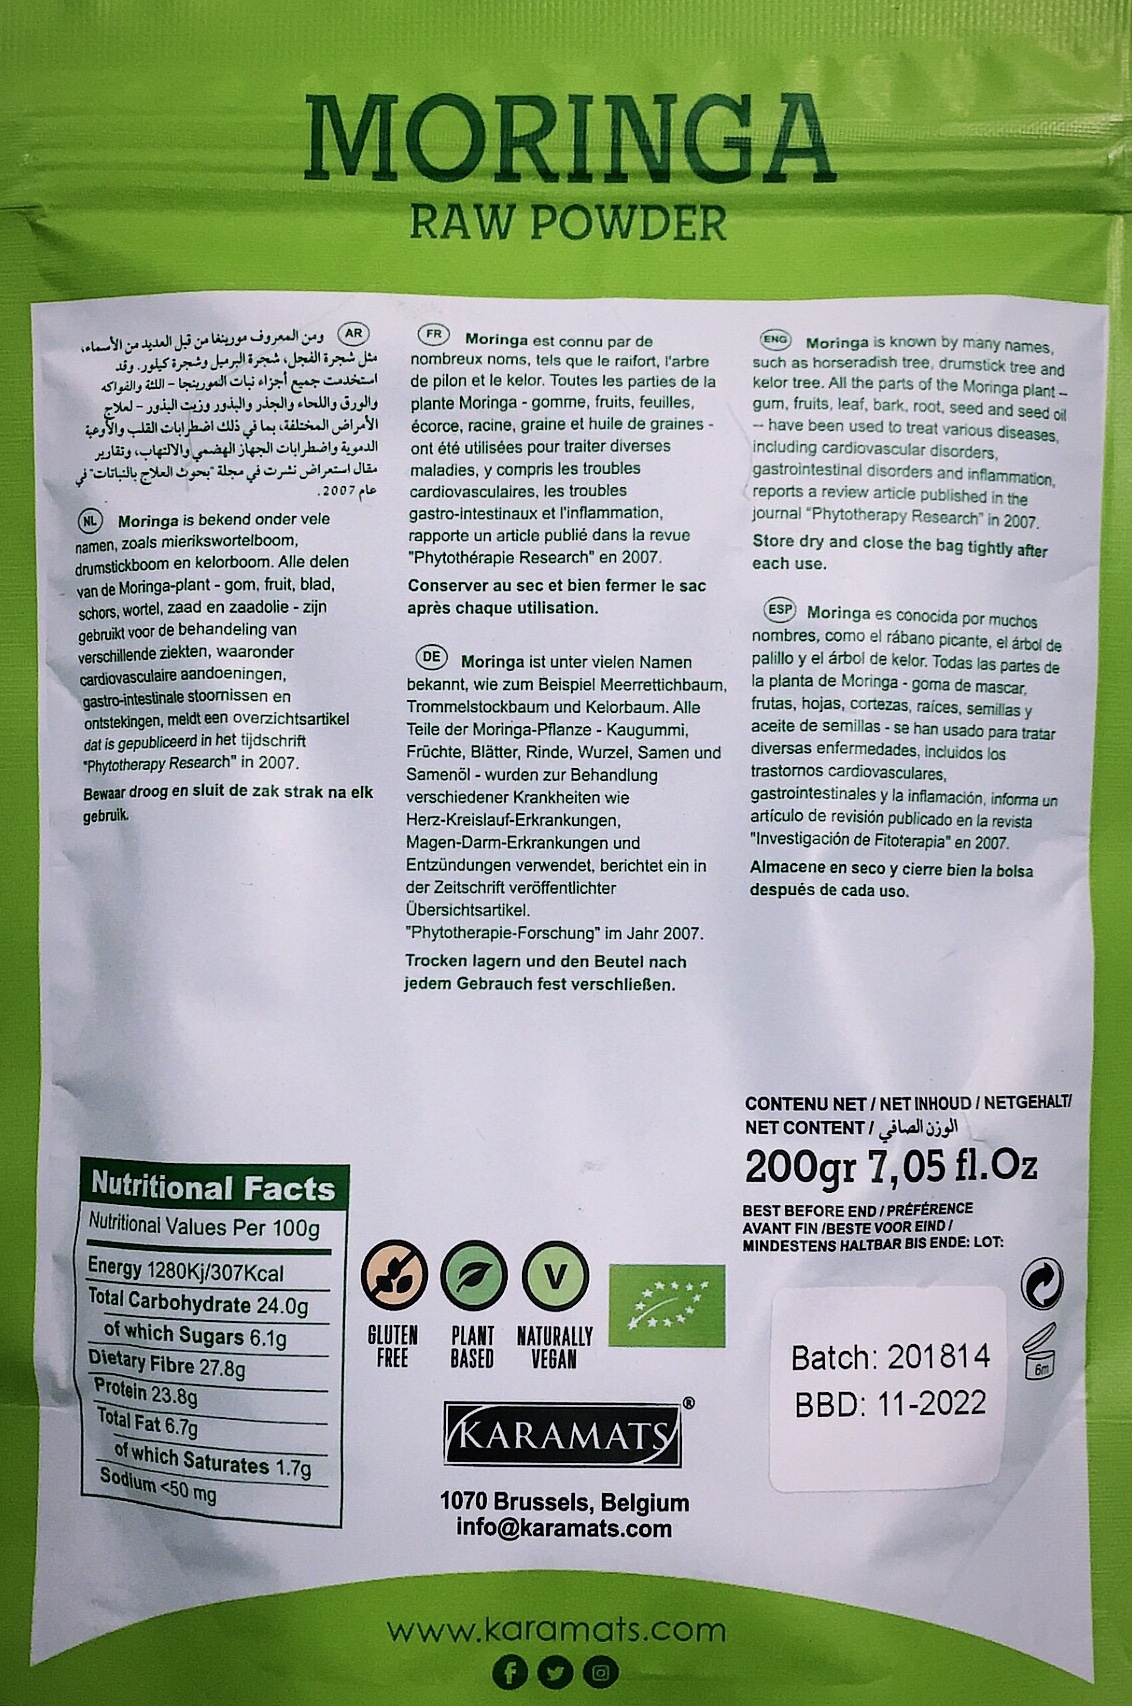 MORINGA
RAW POWDER
AR ومن المعروف مورينغا من قبل العديد من الأسماء،
مثل شجرة الفجل، شجرة البرميل وشجرة كيلور. وقد
استخدمت جميع أجزاء نبات المورينجا - اللثة والفواكه
والورق واللحاء والجذر والبذور وزيت البذور - لعلاج
الأمراض المختلفة، بما في ذلك اضطرابات القلب والأوعية
الدموية واضطرابات الجهاز الهضمي والالتهاب، وتقارير
مقال استعراض نشرت في مجلة "بحوث العلاج بالنباتات" في
عام 2007.
NL Moringa is bekend onder vele
namen, zoals mierikswortelboom,
drumstickboom en kelorboom. Alle delen
van de Moringa-plant - gom, fruit, blad,
schors, wortel, zaad en zaadolie - zijn
gebruikt voor de behandeling van
verschillende ziekten, waaronder
cardiovasculaire aandoeningen,
gastro-intestinale stoornissen en
ontstekingen, meldt een overzichtsartikel
dat is gepubliceerd in het tijdschrift
"Phytotherapy Research" in 2007.
Bewaar droog en sluit de zak strak na elk
gebruik.
FR Moringa est connu par de
nombreux noms, tels que le raifort, l'arbre
de pilon et le kelor. Toutes les parties de la
plante Moringa - gomme, fruits, feuilles,
écorce, racine, graine et huile de graines -
ont été utilisées pour traiter diverses
maladies, y compris les troubles
cardiovasculaires, les troubles
gastro-intestinaux et l'inflammation,
rapporte un article publié dans la revue
"Phytothérapie Research" en 2007.
Conserver au sec et bien fermer le sac
après chaque utilisation.
DE Moringa ist unter vielen Namen
bekannt, wie zum Beispiel Meerrettichbaum,
Trommelstockbaum und Kelorbaum. Alle
Teile der Moringa-Pflanze - Kaugummi,
Früchte, Blätter, Rinde, Wurzel, Samen und
Samenöl - wurden zur Behandlung
verschiedener Krankheiten wie
Herz-Kreislauf-Erkrankungen,
Magen-Darm-Erkrankungen und
Entzündungen verwendet, berichtet ein in
der Zeitschrift veröffentlichter
Übersichtsartikel.
"Phytotherapie-Forschung" im Jahr 2007.
Trocken lagern und den Beutel nach
jedem Gebrauch fest verschließen.
ENG Moringa is known by many names,
such as horseradish tree, drumstick tree and
kelor tree. All the parts of the Moringa plant –
gum, fruits, leaf, bark, root, seed and seed oil
-- have been used to treat various diseases,
including cardiovascular disorders,
gastrointestinal disorders and inflammation,
reports a review article published in the
journal “Phytotherapy Research” in 2007.
Store dry and close the bag tightly after
each use.
ESP Moringa es conocida por muchos
nombres, como el rábano picante, el árbol de
palillo y el árbol de kelor. Todas las partes de
la planta de Moringa - goma de mascar,
frutas, hojas, cortezas, raíces, semillas y
aceite de semillas - se han usado para tratar
diversas enfermedades, incluidos los
trastornos cardiovasculares,
gastrointestinales y la inflamación, informa un
artículo de revisión publicado en la revista
"Investigación de Fitoterapia" en 2007.
Almacene en seco y cierre bien la bolsa
después de cada uso.
CONTENU NET / NET INHOUD / NETGEHALT/
NET CONTENT / الوزن الصافي
200gr 7,05 fl.Oz
BEST BEFORE END / PRÉFÉRENCE
AVANT FIN /BESTE VOOR EIND /
MINDESTENS HALTBAR BIS ENDE: LOT:
Batch: 201814
BBD: 11-2022
6m
Nutritional Facts
Nutritional Values Per 100g
Energy 1280Kj/307Kcal
Total Carbohydrate 24.0g
of which Sugars 6.1g
Dietary Fibre 27.8g
Protein 23.8g
Total Fat 6.7g
of which Saturates 1.7g
Sodium <50 mg
V
GLUTEN
FREE
PLANT
BASED
NATURALLY
VEGAN
KARAMATS®
1070 Brussels, Belgium
info@karamats.com
www.karamats.com